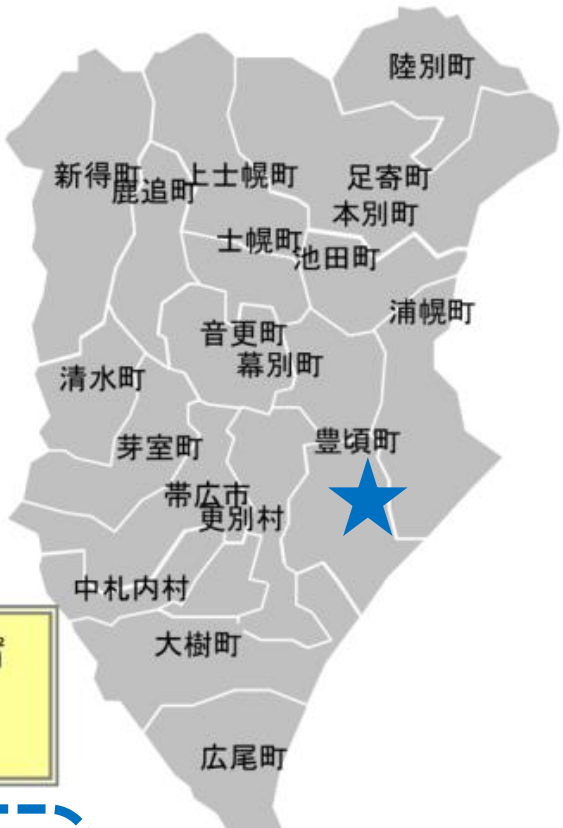 陸別町
新得町
鹿追町
上士幌町
足寄町
本別町
士幌町
池田町
浦幌町
音更町
幕別町
清水町
豊頃町
芽室町
帯広市
更別村
中札内村
大樹町
広尾町